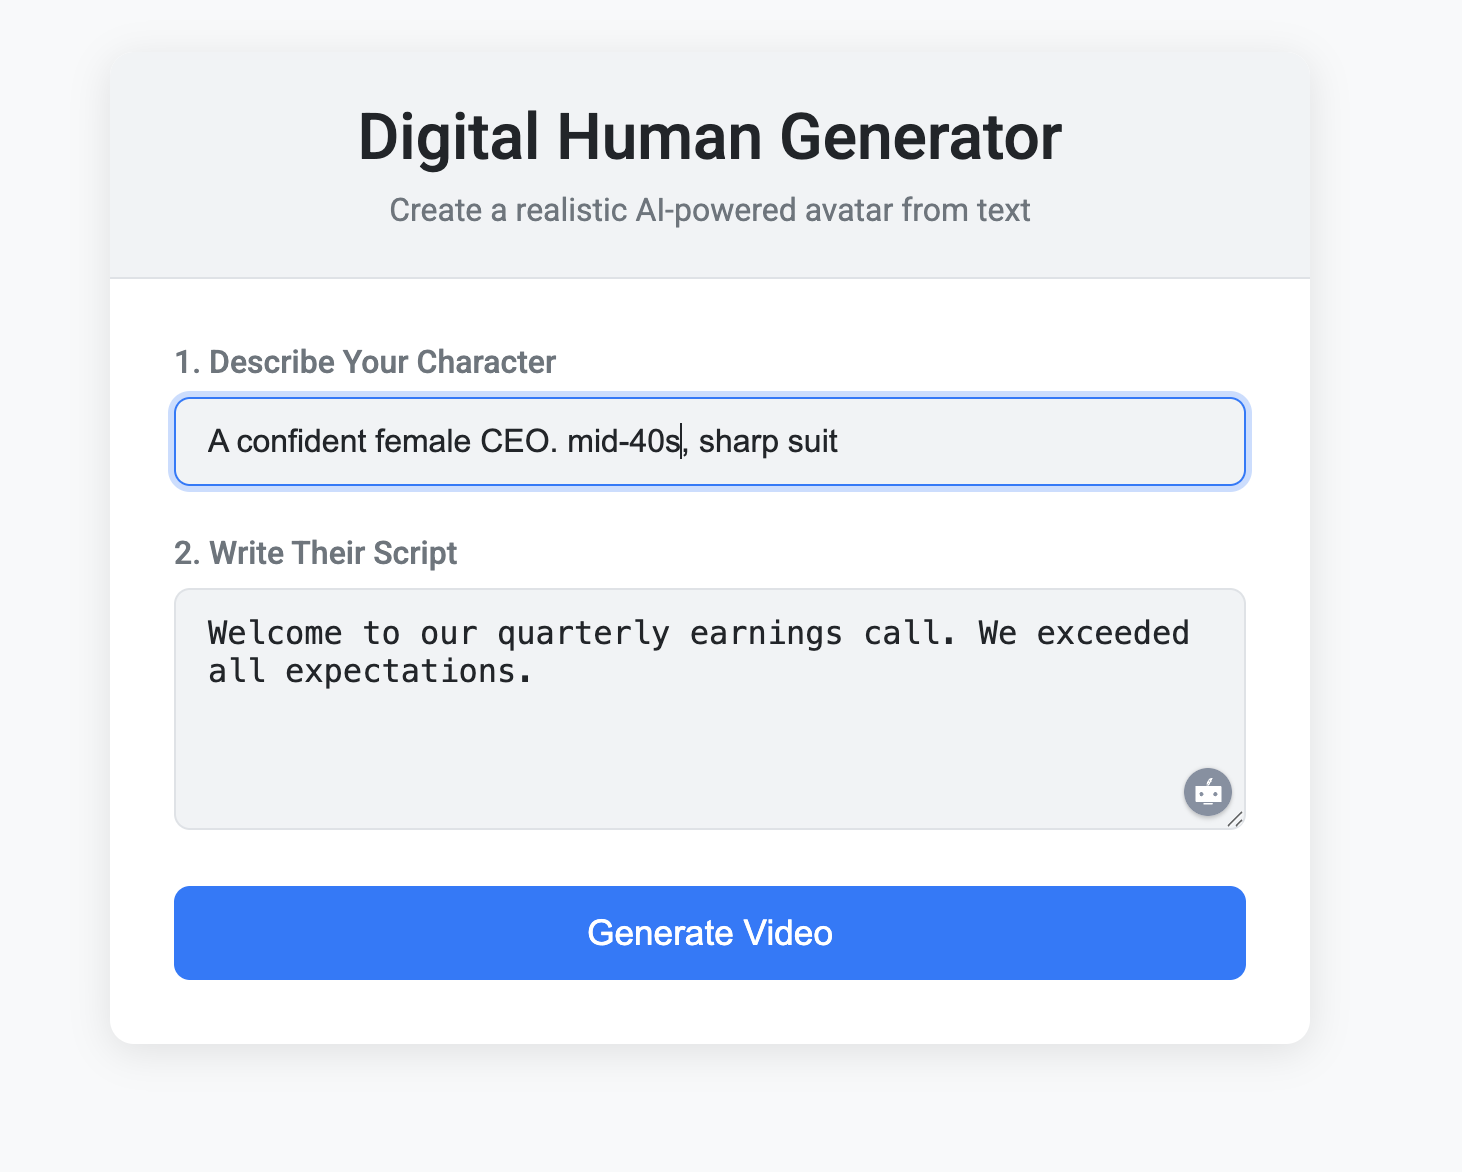 Digital Human Generator
Create a realistic AI-powered avatar from text
1. Describe Your Character
A confident female CEO. mid-40s, sharp suit
2. Write Their Script
Welcome to our quarterly earnings call. We exceeded
all expectations.
Generate Video